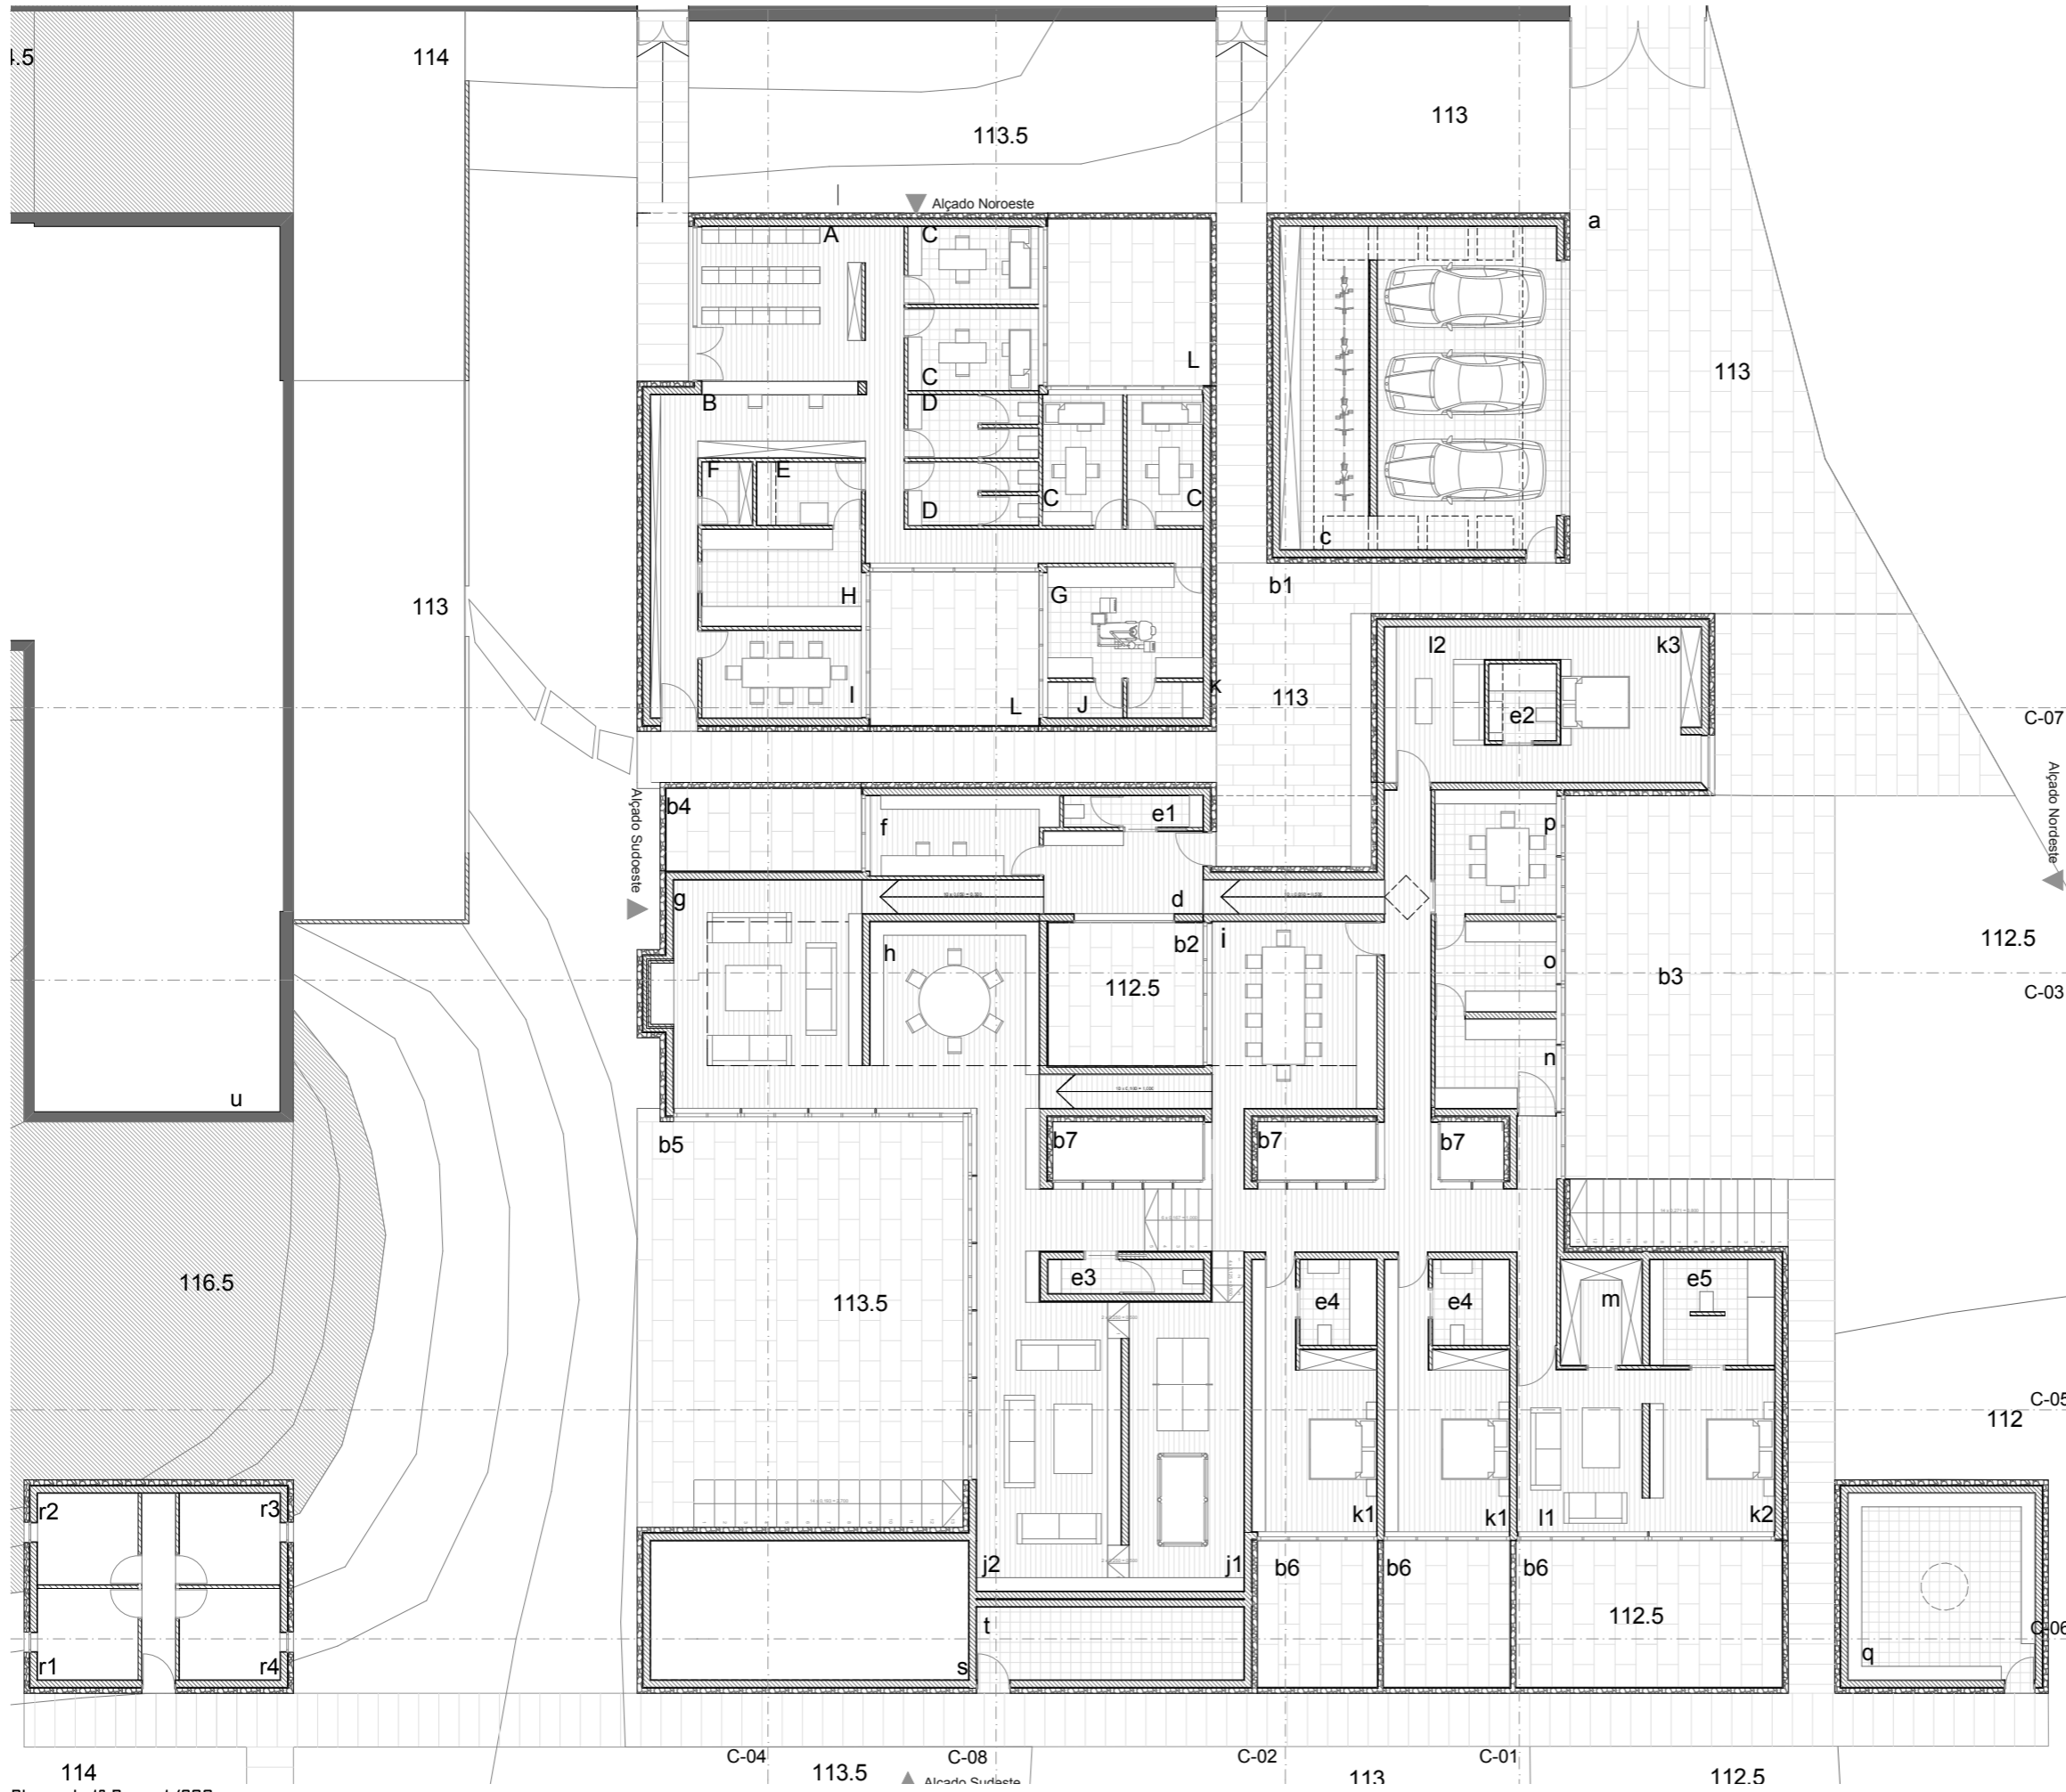 114
113.5
113
Alçado Noroeste
a
A
C
L
113
C
B
D
F
E
C
C
D
c
b1
113
H
G
l2
k3
I
L
J
K
113
e2
C-07
Alçado Sudoeste
Alçado Nordeste
b4
f
e1
p
g
d
h
b2
i
112.5
o
b3
112.5
C-03
n
u
b5
b7
b7
b7
116.5
113.5
e3
e4
e4
m
e5
C-05
112
r2
r3
k1
k1
l1
k2
j2
j1
b6
b6
b6
112.5
t
C-06
r1
r4
s
q
C-04
C-08
C-02
C-01
114
113.5
Alçado Sudeste
113
112.5